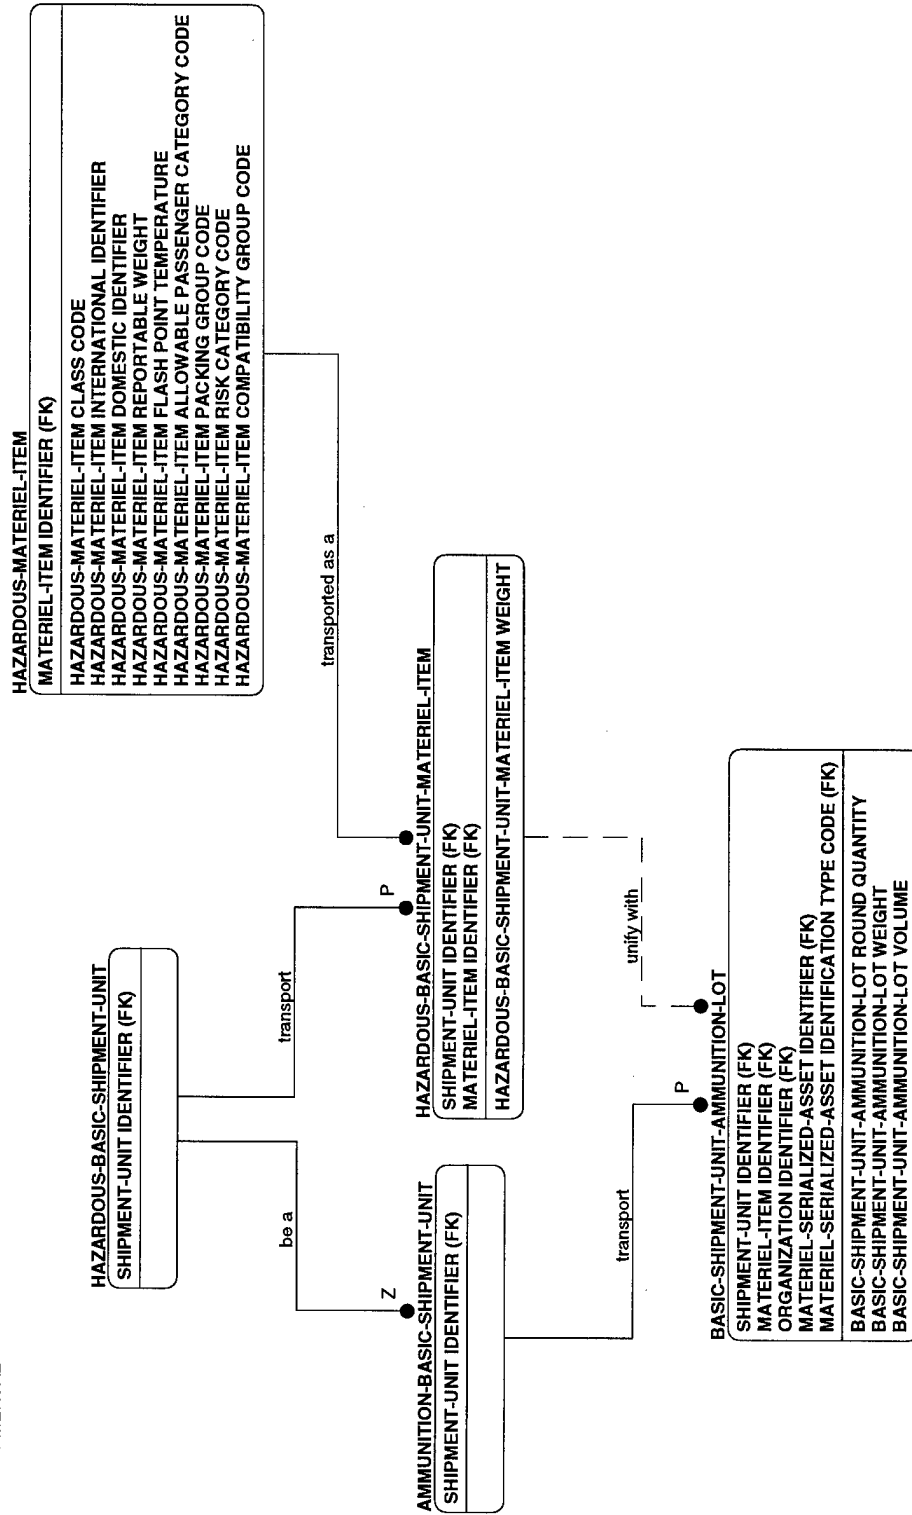 HAZARDOUS-MATERIEL-ITEM
MATERIEL-ITEM IDENTIFIER (FK)
HAZARDOUS-MATERIEL-ITEM CLASS CODE
HAZARDOUS-MATERIEL-ITEM INTERNATIONAL IDENTIFIER
HAZARDOUS-MATERIEL-ITEM DOMESTIC IDENTIFIER
HAZARDOUS-MATERIEL-ITEM REPORTABLE WEIGHT
HAZARDOUS-MATERIEL-ITEM FLASH POINT TEMPERATURE
HAZARDOUS-MATERIEL-ITEM ALLOWABLE PASSENGER CATEGORY CODE
HAZARDOUS-MATERIEL-ITEM PACKING GROUP CODE
HAZARDOUS-MATERIEL-ITEM RISK CATEGORY CODE
HAZARDOUS-MATERIEL-ITEM COMPATIBILITY GROUP CODE
HAZARDOUS-BASIC-SHIPMENT-UNIT
SHIPMENT-UNIT IDENTIFIER (FK)
be a
Z
transport
P
transported as a
AMMUNITION-BASIC-SHIPMENT-UNIT
SHIPMENT-UNIT IDENTIFIER (FK)
HAZARDOUS-BASIC-SHIPMENT-UNIT-MATERIEL-ITEM
SHIPMENT-UNIT IDENTIFIER (FK)
MATERIEL-ITEM IDENTIFIER (FK)
HAZARDOUS-BASIC-SHIPMENT-UNIT-MATERIEL-ITEM WEIGHT
transport
P
unify with
BASIC-SHIPMENT-UNIT-AMMUNITION-LOT
SHIPMENT-UNIT IDENTIFIER (FK)
MATERIEL-ITEM IDENTIFIER (FK)
ORGANIZATION IDENTIFIER (FK)
MATERIEL-SERIALIZED-ASSET IDENTIFIER (FK)
MATERIEL-SERIALIZED-ASSET IDENTIFICATION TYPE CODE (FK)
BASIC-SHIPMENT-UNIT-AMMUNITION-LOT ROUND QUANTITY
BASIC-SHIPMENT-UNIT-AMMUNITION-LOT WEIGHT
BASIC-SHIPMENT-UNIT-AMMUNITION-LOT VOLUME